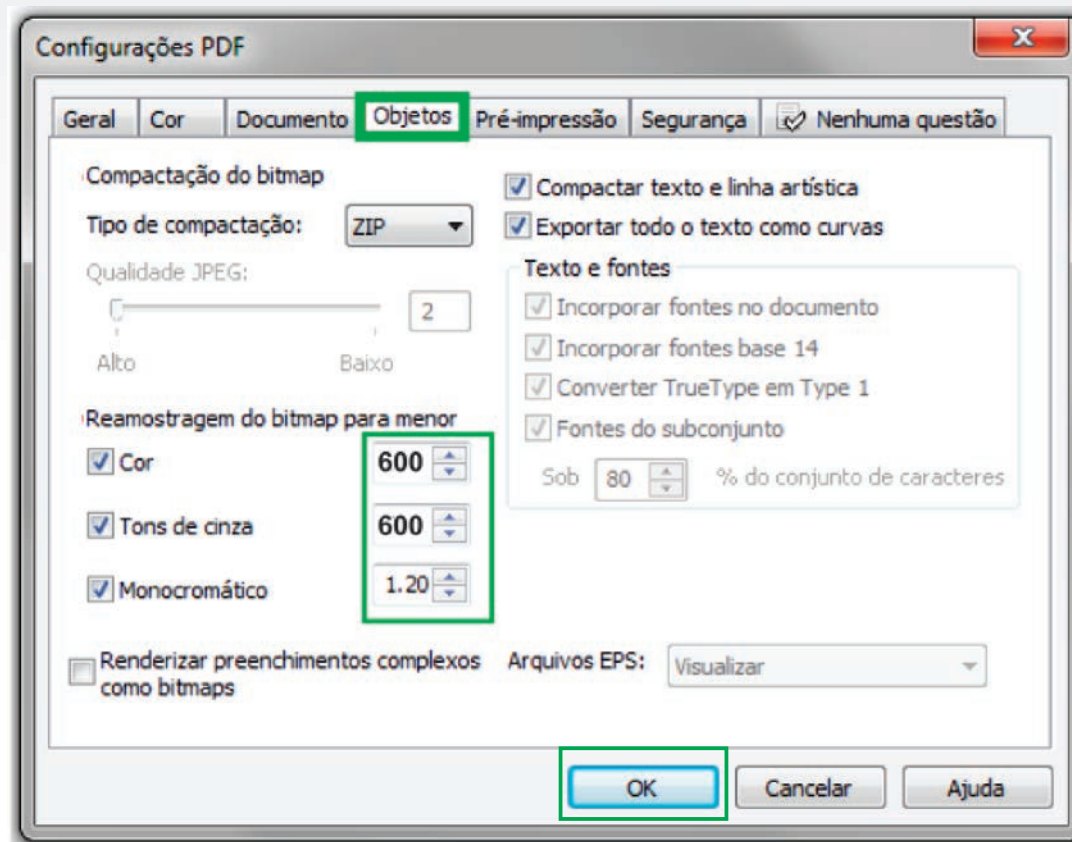 Configurações PDF
Geral Cor Documento Objetos Pré-impressão Segurança Nenhuma questão
Compactação do bitmap
Tipo de compactação: ZIP
Qualidade JPEG:
2
Alto Baixo
Reamostragem do bitmap para menor
Cor 600
Tons de cinza 600
Monocromático 1.20
Renderizar preenchimentos complexos
como bitmaps
Compactar texto e linha artística
Exportar todo o texto como curvas
Texto e fontes
Incorporar fontes no documento
Incorporar fontes base 14
Converter TrueType em Type 1
Fontes do subconjunto
Sob 80 % do conjunto de caracteres
Arquivos EPS: Visualizar
OK Cancelar Ajuda